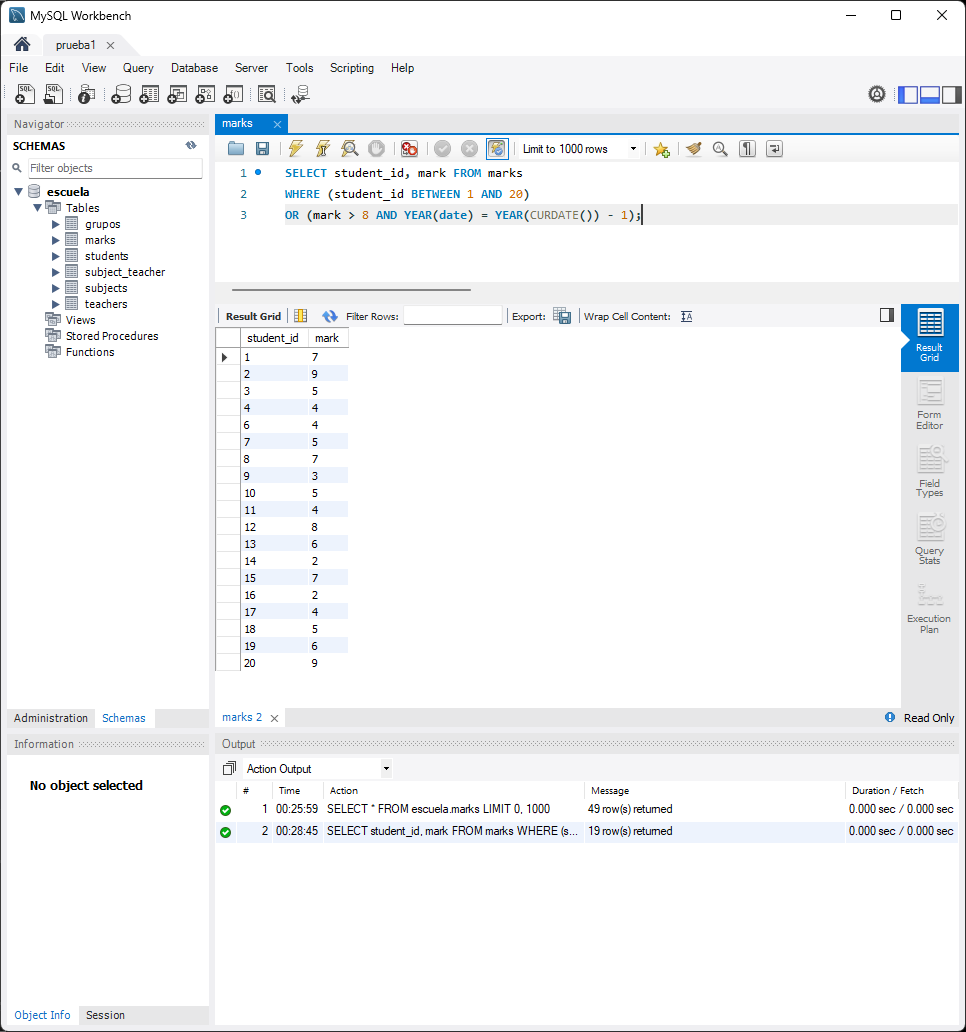 MySQL Workbench
prueba1
File Edit View Query Database Server Tools Scripting Help
Navigator
SCHEMAS
Filter objects
escuela
Tables
grupos
marks
students
subject_teacher
subjects
teachers
Views
Stored Procedures
Functions
Administration Schemas
Information
No object selected
Object Info Session
marks
Limit to 1000 rows
1 SELECT student_id, mark FROM marks
2 WHERE (student_id BETWEEN 1 AND 20)
3 OR (mark > 8 AND YEAR(date) = YEAR(CURDATE()) - 1);
Result Grid Filter Rows: Export: Wrap Cell Content:
student_id mark
1 7
2 9
3 5
4 4
6 4
7 5
8 7
9 3
10 5
11 4
12 8
13 6
14 2
15 7
16 2
17 4
18 5
19 6
20 9
Result
Grid
Form
Editor
Field
Types
Query
Stats
Execution
Plan
marks 2
Read Only
Output
Action Output
# Time Action Message Duration / Fetch
1 00:25:59 SELECT * FROM escuela.marks LIMIT 0, 1000 49 row(s) returned 0.000 sec / 0.000 sec
2 00:28:45 SELECT student_id, mark FROM marks WHERE (s... 19 row(s) returned 0.000 sec / 0.000 sec